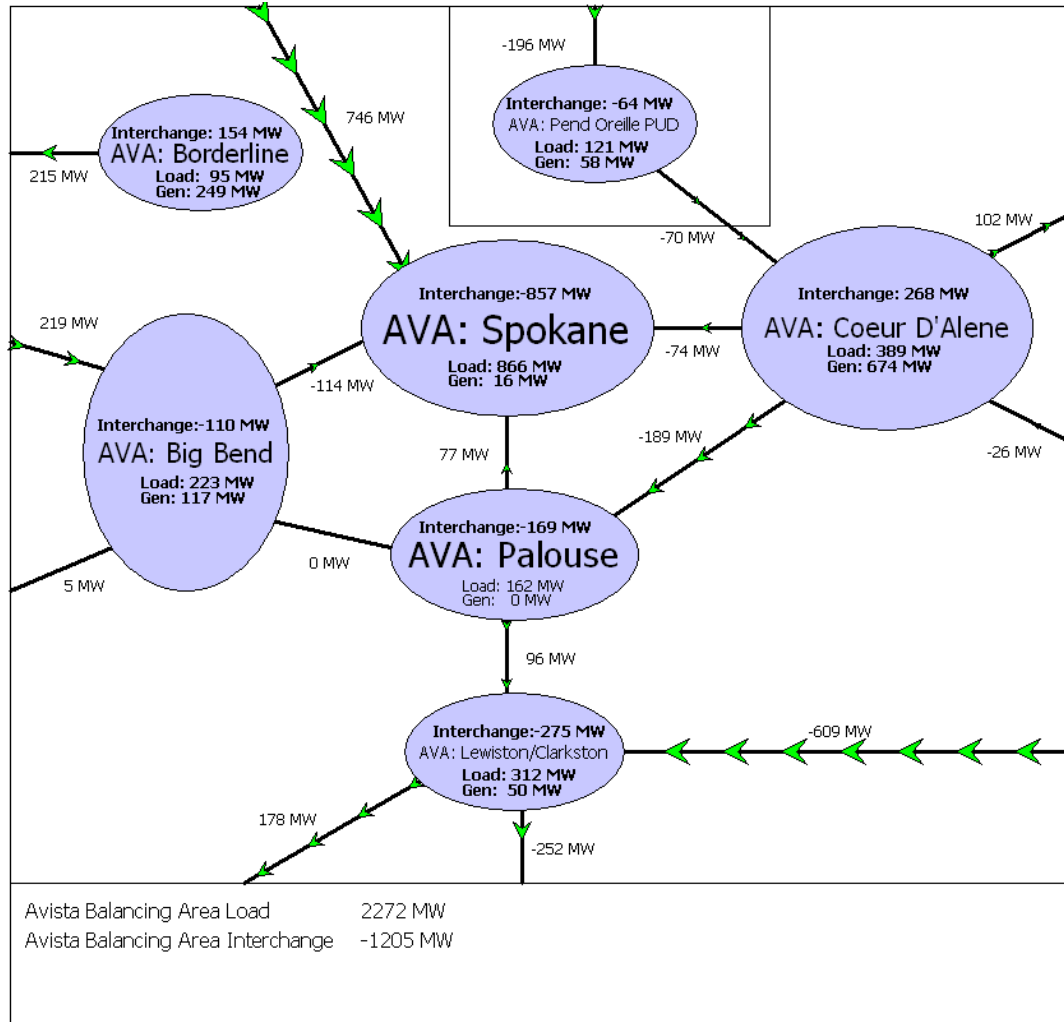 -196 MW
746 MW
Interchange: -64 MW
AVA: Pend Oreille PUD
Load: 121 MW
Gen: 58 MW
Interchange: 154 MW
AVA: Borderline
Load: 95 MW
Gen: 249 MW
215 MW
-70 MW
102 MW
Interchange:-857 MW
AVA: Spokane
Load: 866 MW
Gen: 16 MW
Interchange: 268 MW
AVA: Coeur D'Alene
Load: 389 MW
Gen: 674 MW
219 MW
-74 MW
-114 MW
Interchange:-110 MW
AVA: Big Bend
Load: 223 MW
Gen: 117 MW
77 MW
-189 MW
-26 MW
Interchange:-169 MW
AVA: Palouse
Load: 162 MW
Gen: 0 MW
0 MW
5 MW
96 MW
Interchange:-275 MW
AVA: Lewiston/Clarkston
Load: 312 MW
Gen: 50 MW
-609 MW
178 MW
-252 MW
Avista Balancing Area Load 2272 MW
Avista Balancing Area Interchange -1205 MW